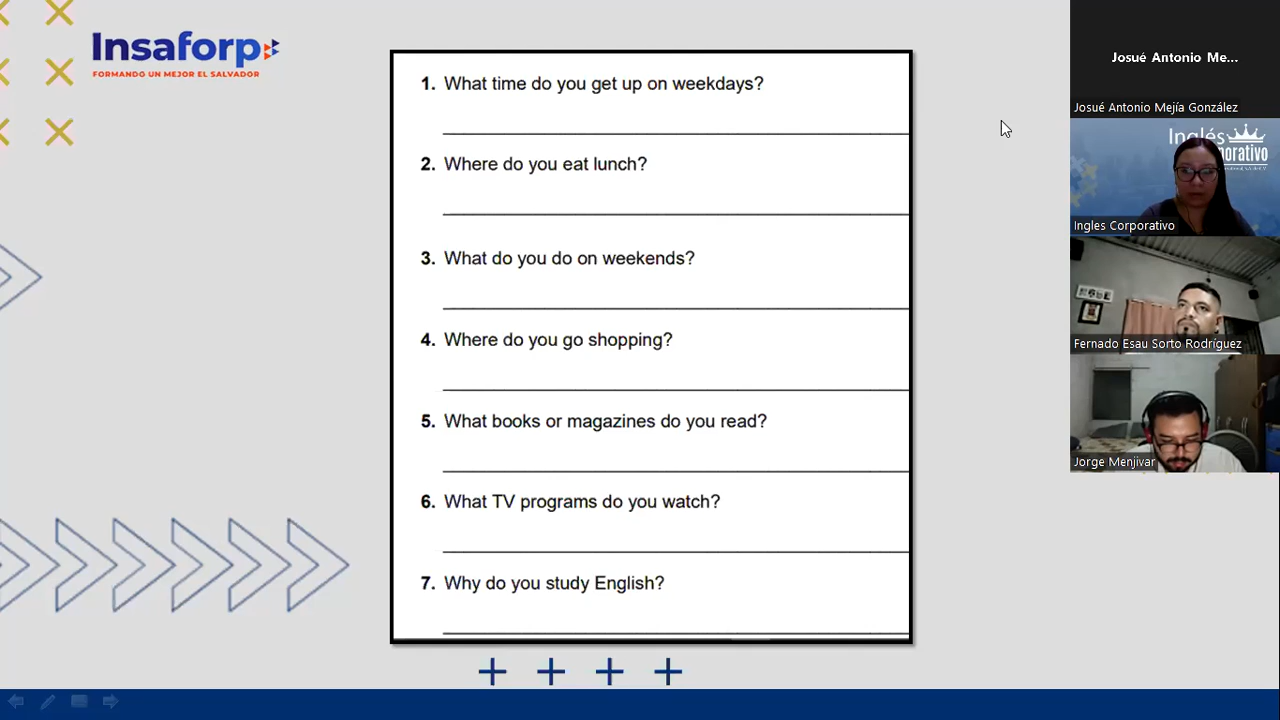 Insaforp
FORMANDO UN MEJOR EL SALVADOR
1. What time do you get up on weekdays?
2. Where do you eat lunch?
3. What do you do on weekends?
4. Where do you go shopping?
5. What books or magazines do you read?
6. What TV programs do you watch?
7. Why do you study English?
Josué Antonio Me...
Josué Antonio Mejía González
Inglés
Ingles Corporativo
Fernado Esau Sorto Rodríguez
Jorge Menjivar